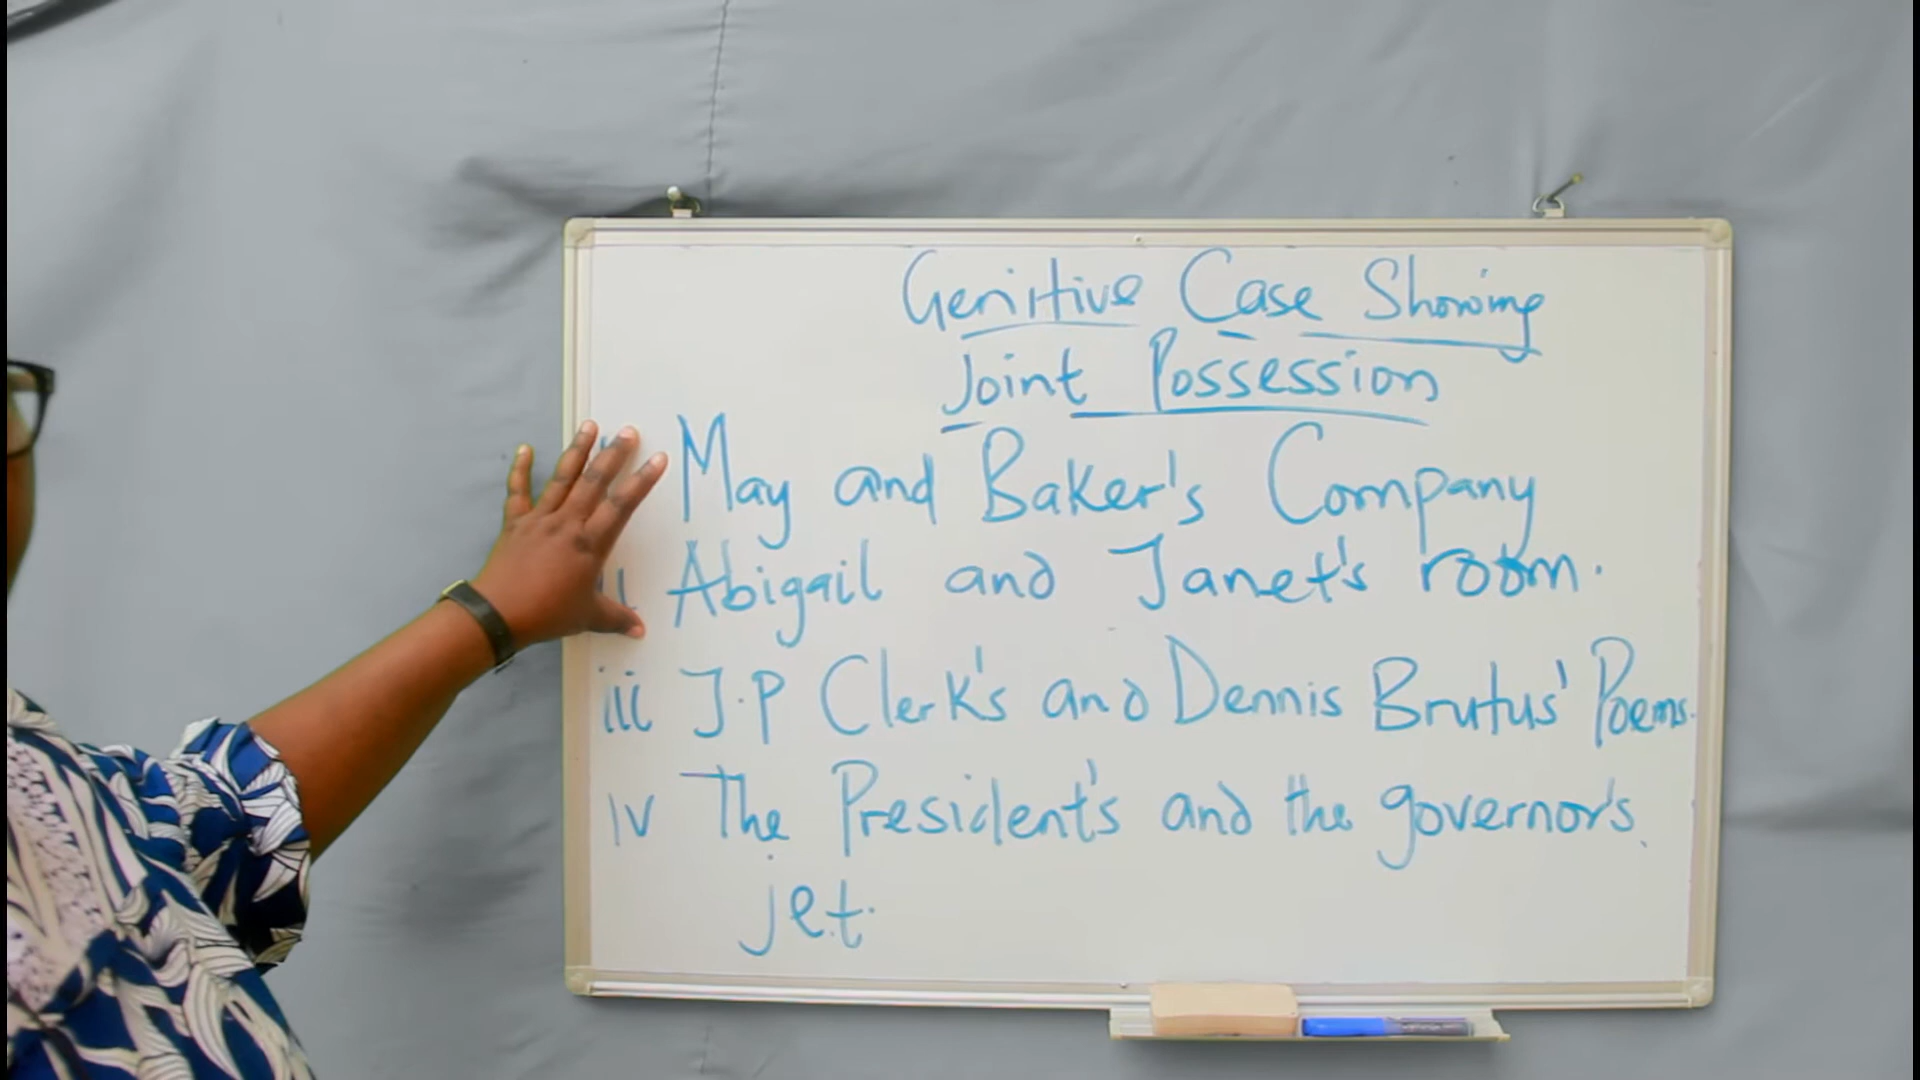 Genitive Case Showing
Joint Possession
May and Baker's Company
Abigail and Janet's room.
iii J.P Clerk's and Dennis Brutus' Poems.
iv The President's and the governor's
jet.